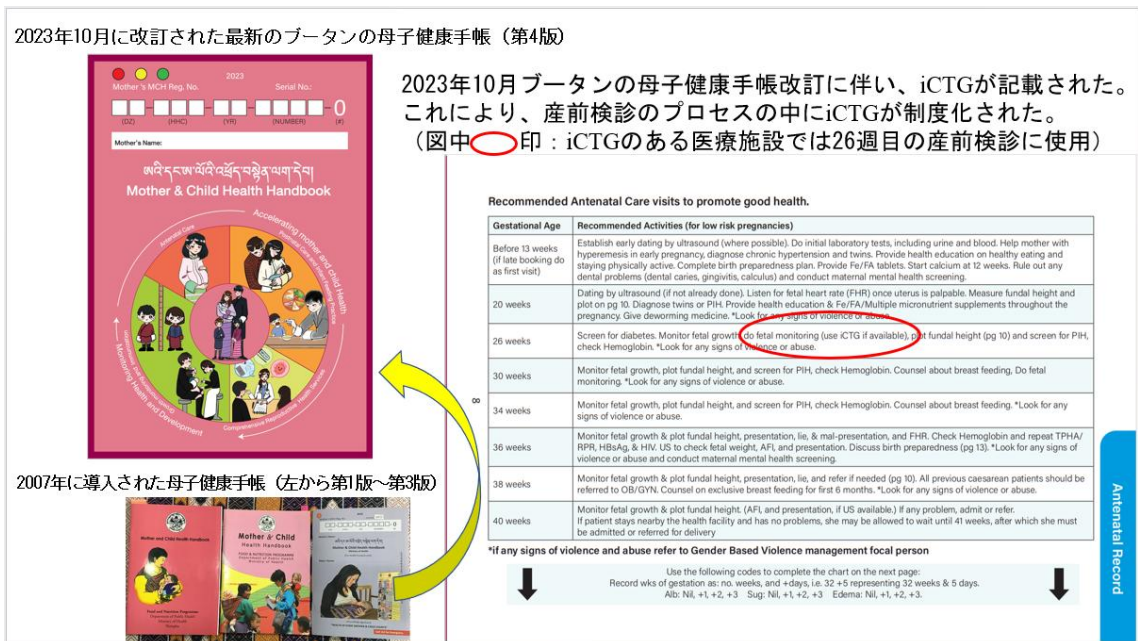 2023年10月に改訂された最新のブータンの母子健康手帳（第4版）
2023
Mother's MCH Reg. No.
Serial No.:
0
(DZ) (HHC) (YR) (NUMBER) (#)
Mother's Name:
Mother & Child Health Handbook
Accelerating mother and child Health
Antenatal Care
Comprehensive Reproductive Health Services
Monitoring Health and Development
2007年に導入された母子健康手帳（左から第1版～第3版）
Mother and Child Health Handbook
Mother & Child
Health Handbook
Mother & Child Health Handbook
2023年10月ブータンの母子健康手帳改訂に伴い、iCTGが記載された。
これにより、産前検診のプロセスの中にiCTGが制度化された。
（図中 印：iCTGのある医療施設では26週目の産前検診に使用）
Recommended Antenatal Care visits to promote good health.
Gestational Age
Recommended Activities (for low risk pregnancies)
Before 13 weeks
(if late booking do
as first visit)
Establish early dating by ultrasound (where possible). Do initial laboratory tests, including urine and blood. Help mother with
hyperemesis in early pregnancy, diagnose chronic hypertension and twins. Provide health education on healthy eating and
staying physically active. Complete birth preparedness plan. Provide Fe/FA tablets. Start calcium at 12 weeks. Rule out any
dental problems (dental caries, gingivitis, calculus) and conduct maternal mental health screening.
20 weeks
Dating by ultrasound (if not already done). Listen for fetal heart rate (FHR) once uterus is palpable. Measure fundal height and
plot on pg 10. Diagnose twins or PIH. Provide health education & Fe/FA/Multiple micronutrient supplements throughout the
pregnancy. Give deworming medicine. *Look for any signs of violence or abuse.
26 weeks
Screen for diabetes. Monitor fetal growth, do fetal monitoring (use iCTG if available), plot fundal height (pg 10) and screen for PIH,
check Hemoglobin. *Look for any signs of violence or abuse.
30 weeks
Monitor fetal growth, plot fundal height, and screen for PIH, check Hemoglobin. Counsel about breast feeding, Do fetal
monitoring. *Look for any signs of violence or abuse.
34 weeks
Monitor fetal growth, plot fundal height, and screen for PIH, check Hemoglobin. Counsel about breast feeding. *Look for any
signs of violence or abuse.
36 weeks
Monitor fetal growth & plot fundal height, presentation, lie, & mal-presentation, and FHR. Check Hemoglobin and repeat TPHA/
RPR, HBsAg, & HIV. US to check fetal weight, AFI, and presentation. Discuss birth preparedness (pg 13). *Look for any signs of
violence or abuse and conduct maternal mental health screening.
38 weeks
Monitor fetal growth & plot fundal height, presentation, lie, and refer if needed (pg 10). All previous caesarean patients should be
referred to OB/GYN. Counsel on exclusive breast feeding for first 6 months. *Look for any signs of violence or abuse.
40 weeks
Monitor fetal growth & plot fundal height. (AFI, and presentation, if US available.) If any problem, admit or refer.
If patient stays nearby the health facility and has no problems, she may be allowed to wait until 41 weeks, after which she must
be admitted or referred for delivery
*if any signs of violence and abuse refer to Gender Based Violence management focal person
Use the following codes to complete the chart on the next page:
Record wks of gestation as: no. weeks, and +days, i.e. 32 +5 representing 32 weeks & 5 days.
Alb: Nil, +1, +2, +3 Sug: Nil, +1, +2, +3 Edema: Nil, +1, +2, +3.
8
Antenatal Record